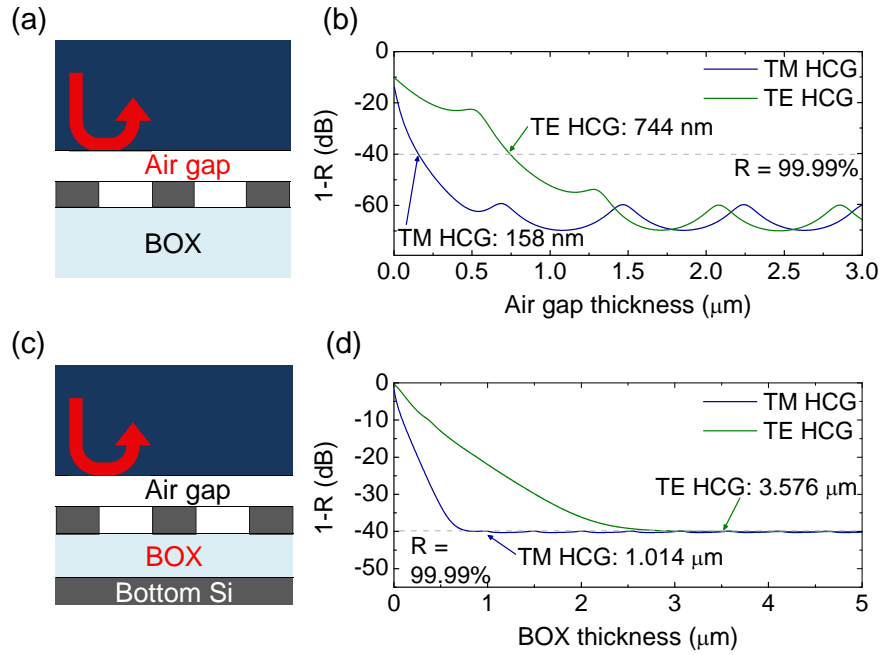 (a)
Air gap
BOX
(b)
1-R (dB)
0
-20
-40
-60
TM HCG
TE HCG
TE HCG: 744 nm
R = 99.99%
TM HCG: 158 nm
0.0 0.5 1.0 1.5 2.0 2.5 3.0
Air gap thickness (μm)
(c)
Air gap
BOX
Bottom Si
(d)
1-R (dB)
0
-10
-20
-30
-40
-50
TM HCG
TE HCG
TE HCG: 3.576 μm
R =
99.99%
TM HCG: 1.014 μm
0 1 2 3 4 5
BOX thickness (μm)